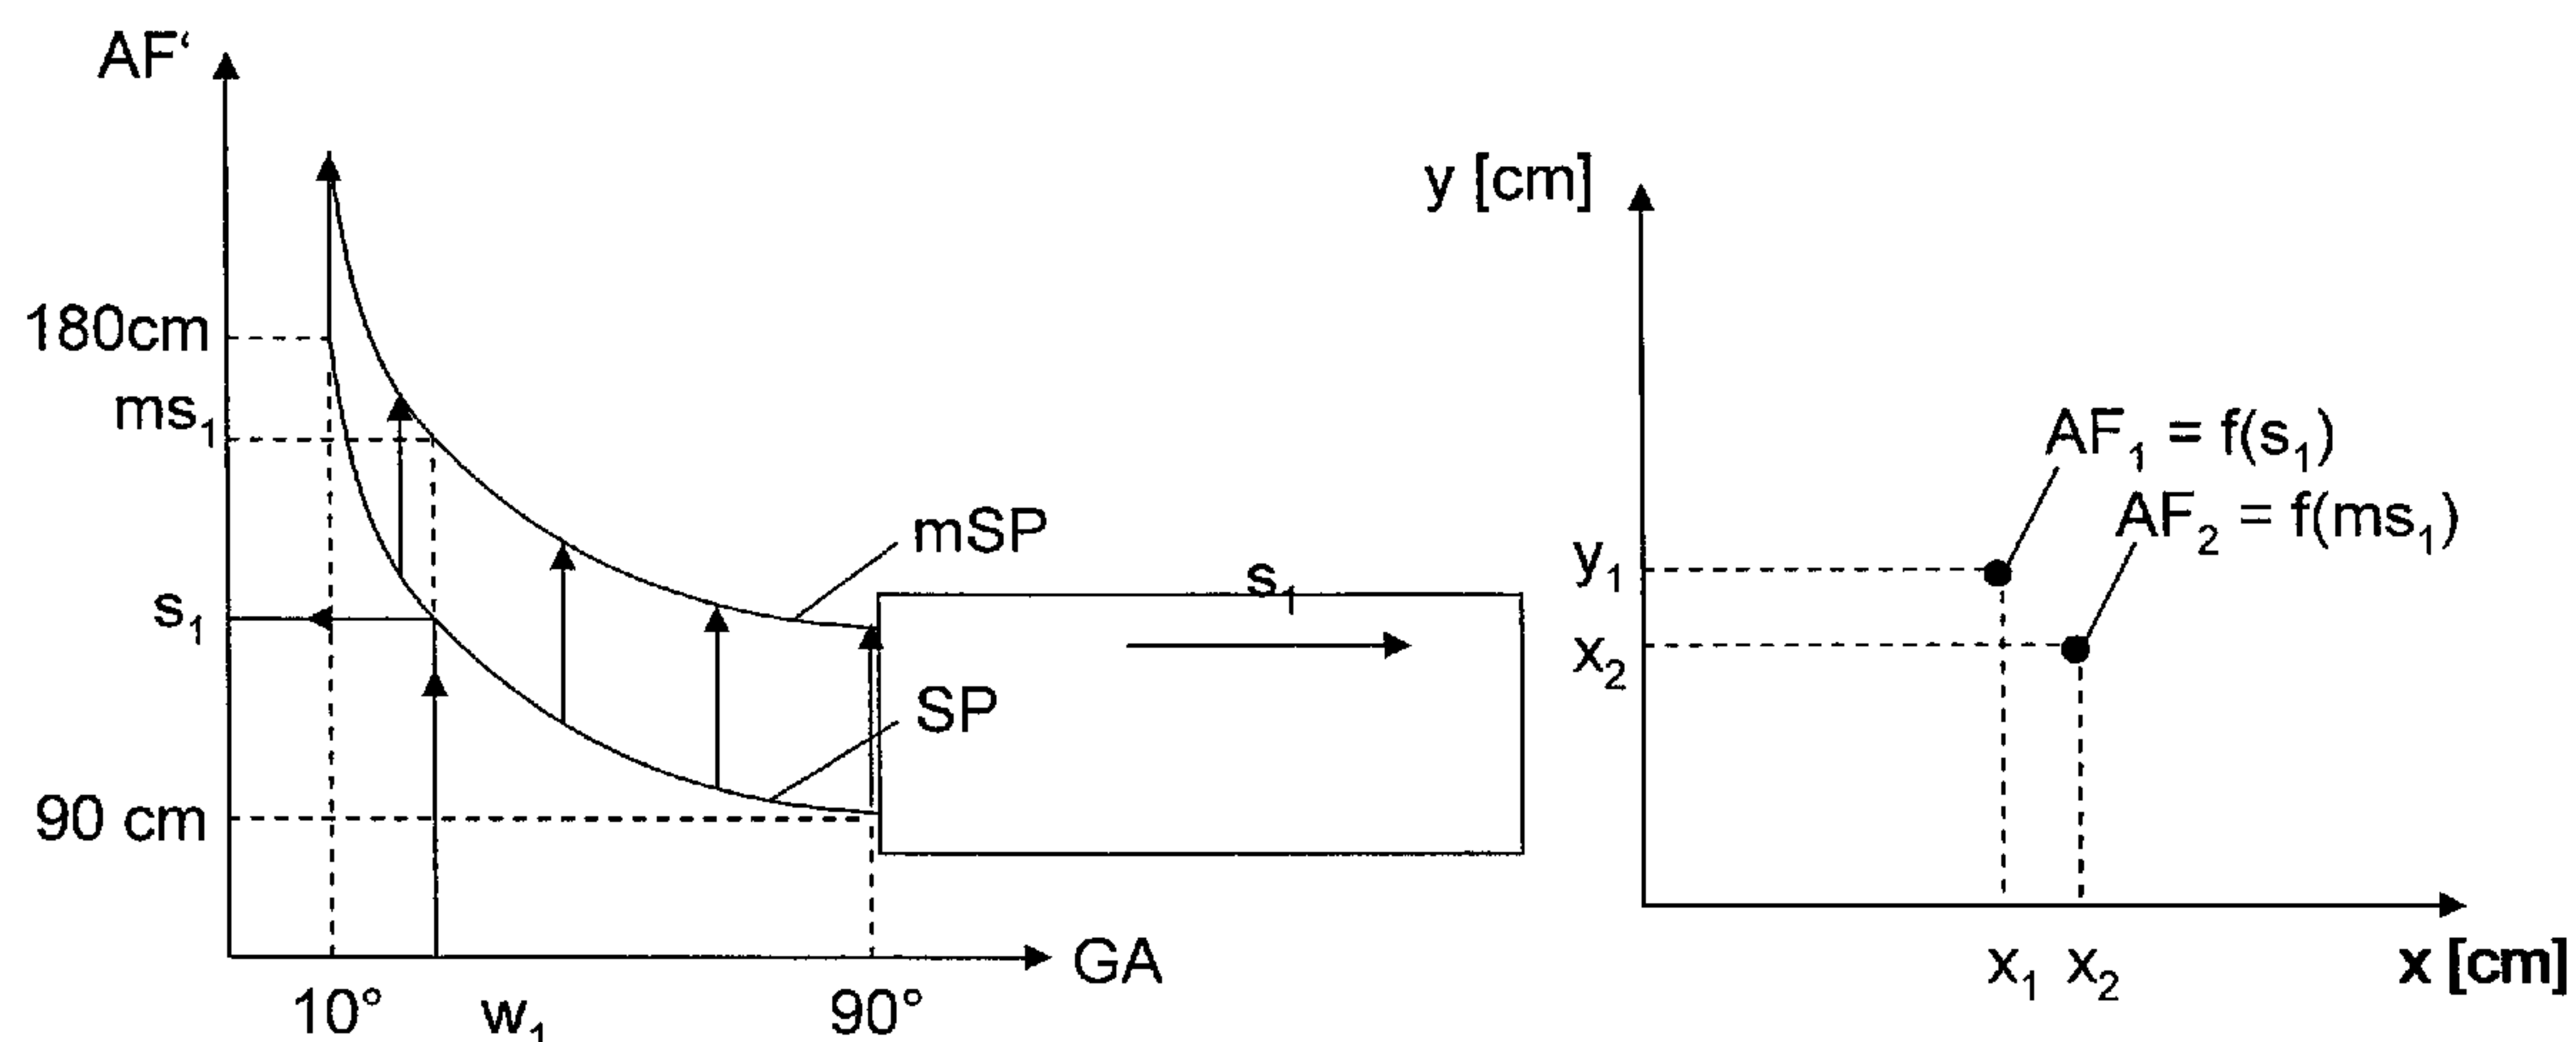 AF‘
180cm
ms₁
s₁
90 cm
10°
w₁
90°
GA
mSP
SP
s₁
y [cm]
AF₁ = f(s₁)
AF₂ = f(ms₁)
y₁
x₂
x₁
x₂
x [cm]